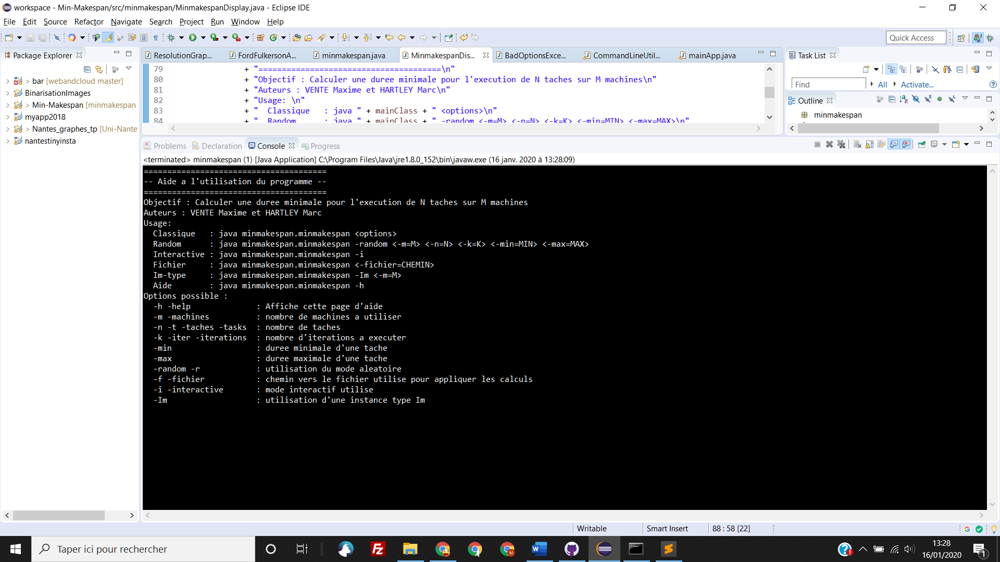 workspace - Min-Makespan/src/minmakespan/MinmakespanDisplay.java - Eclipse IDE
File Edit Source Refactor Navigate Search Project Run Window Help
Quick Access
Package Explorer
> bar [webandcloud master]
BinarisationImages
> Min-Makespan [minmakespan
myapp2018
> Nantes_graphes_tp [Uni-Nante
nantestinyinsta
ResolutionGrap... FordFulkersonA... minmakespan.java MinmakespanDis... BadOptionsExce... CommandLineUtil... mainApp.java
79 + "=======================================\n"
80 + "Objectif : Calculer une duree minimale pour l'execution de N taches sur M machines\n"
81 + "Auteurs : VENTE Maxime et HARTLEY Marc\n"
82 + "Usage: \n"
83 + "  Classique   : java " + mainClass + " <options>\n"
84 + "  Random      : java " + mainClass + " -random <-m=M> <-n=N> <-k=K> <-min=MIN> <-max=MAX>\n"
Task List
Find All Activate...
Outline
minmakespan
Problems Declaration Console Progress
<terminated> minmakespan (1) [Java Application] C:\Program Files\Java\jre1.8.0_152\bin\javaw.exe (16 janv. 2020 à 13:28:09)
=======================================
-- Aide a l'utilisation du programme --
=======================================
Objectif : Calculer une duree minimale pour l'execution de N taches sur M machines
Auteurs : VENTE Maxime et HARTLEY Marc
Usage:
  Classique   : java minmakespan.minmakespan <options>
  Random      : java minmakespan.minmakespan -random <-m=M> <-n=N> <-k=K> <-min=MIN> <-max=MAX>
  Interactive : java minmakespan.minmakespan -i
  Fichier     : java minmakespan.minmakespan <-fichier=CHEMIN>
  Im-type     : java minmakespan.minmakespan -Im <-m=M>
  Aide        : java minmakespan.minmakespan -h
Options possible :
  -h -help              : Affiche cette page d'aide
  -m -machines          : nombre de machines a utiliser
  -n -t -taches -tasks  : nombre de taches
  -k -iter -iterations  : nombre d'iterations a executer
  -min                  : duree minimale d'une tache
  -max                  : duree maximale d'une tache
  -random -r            : utilisation du mode aleatoire
  -f -fichier           : chemin vers le fichier utilise pour appliquer les calculs
  -i -interactive       : mode interactif utilise
  -Im                   : utilisation d'une instance type Im
Writable Smart Insert 88 : 58 [22]
Taper ici pour rechercher
13:28
16/01/2020
1